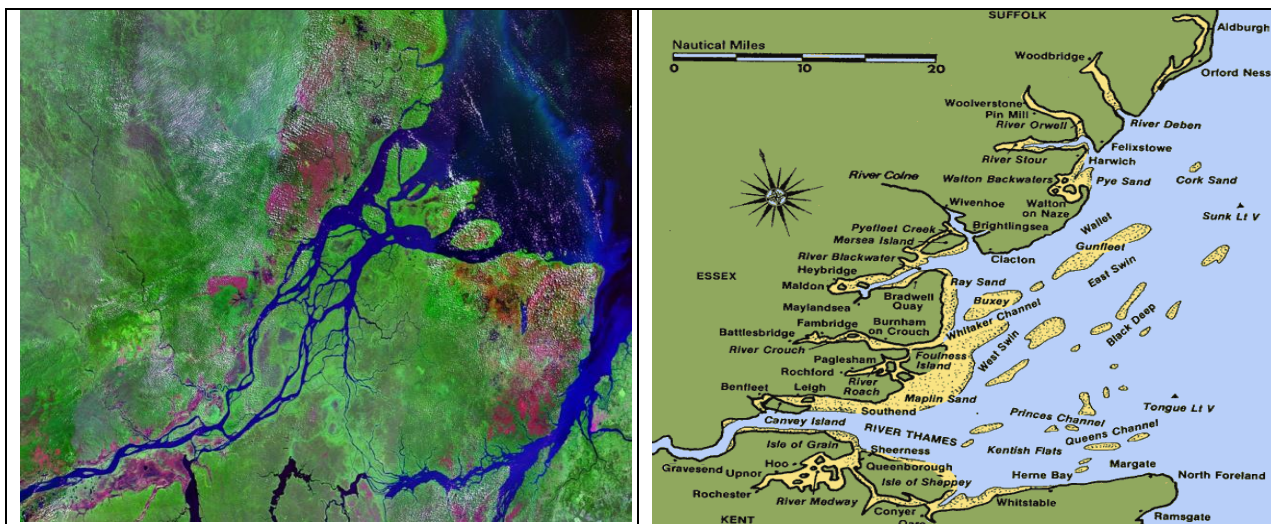 SUFFOLK
Aldburgh
Nautical Miles
0 10 20
Woodbridge
Orford Ness
Woolverstone
Pin Mill
River Orwell
River Deben
River Stour
Felixstowe
Harwich
Walton Backwaters
Pye Sand
Cork Sand
River Colne
Walton
on Naze
Wivenhoe
Sunk Lt V
Pyefleet Creek
Brightlingsea
Mersea Island
Wallet
River Blackwater
Clacton
Gunfleet
Heybridge
ESSEX
Ray Sand
East Swin
Maldon
Bradwell
Quay
Buxey
Maylandsea
Whitaker Channel
Fambridge
Burnham
on Crouch
Black Deep
Battlesbridge
West Swin
River Crouch
Paglesham
Foulness
Island
Rochford
River
Roach
Benfleet
Leigh
Maplin Sand
Southend
Princes Channel
Tongue Lt V
Canvey Island
RIVER THAMES
Queens Channel
Isle of Grain
Sheerness
Kentish Flats
Gravesend
Hoo
Queenborough
Margate
Upnor
Isle of Sheppey
Herne Bay
North Foreland
Rochester
River Medway
Whitstable
Conyer
KENT
Ramsgate